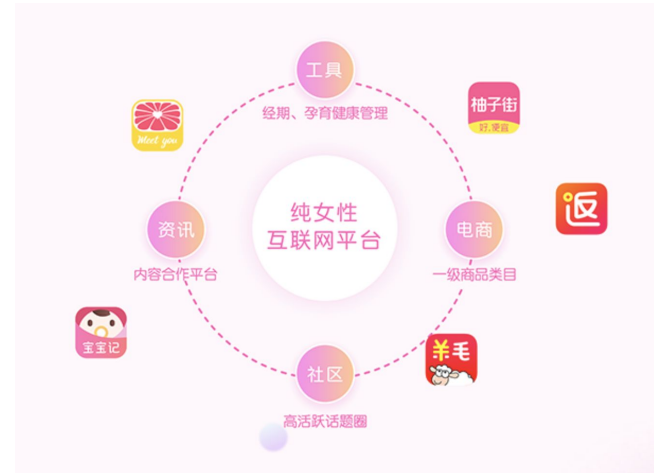 工具
经期、孕育健康管理
柚子街
好,便宜
Meet you
纯女性
互联网平台
资讯
内容合作平台
电商
一级商品类目
返
宝宝记
羊毛
社区
高活跃话题圈